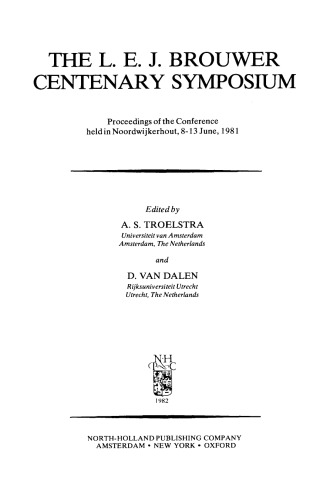 THE L. E. J. BROUWER
CENTENARY SYMPOSIUM
Proceedings of the Conference
held in Noordwijkerhout, 8-13 June, 1981
Edited by
A. S. TROELSTRA
Universiteit van Amsterdam
Amsterdam, The Netherlands
and
D. VAN DALEN
Rijksuniversiteit Utrecht
Utrecht, The Netherlands
N·H
P C
1982
NORTH-HOLLAND PUBLISHING COMPANY
AMSTERDAM • NEW YORK • OXFORD